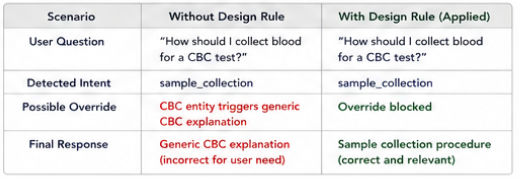 Scenario Without Design Rule With Design Rule (Applied)
User Question “How should I collect blood “How should I collect blood
for a CBC test?” for a CBC test?”
Detected Intent sample_collection sample_collection
Possible Override CBC entity triggers generic Override blocked
CBC explanation
Final Response Generic CBC explanation Sample collection procedure
(incorrect for user need) (correct and relevant)